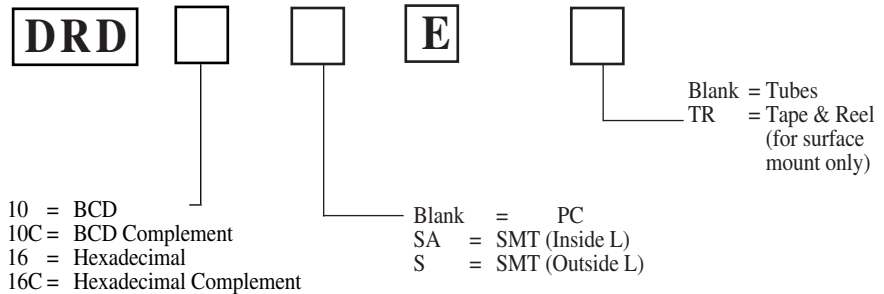 DRD E
Blank = Tubes
TR = Tape & Reel
(for surface
mount only)
10 = BCD
10C = BCD Complement
16 = Hexadecimal
16C = Hexadecimal Complement
Blank = PC
SA = SMT (Inside L)
S = SMT (Outside L)